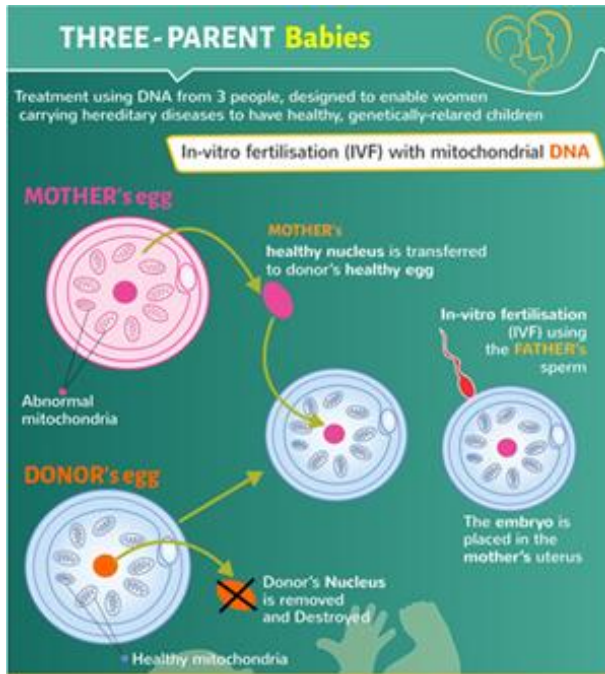 THREE-PARENT Babies
Treatment using DNA from 3 people, designed to enable women
carrying hereditary diseases to have healthy, genetically-relared children
In-vitro fertilisation (IVF) with mitochondrial DNA
MOTHER's egg
MOTHER's
healthy nucleus is transferred
to donor's healthy egg
In-vitro fertilisation
(IVF) using
the FATHER's
sperm
Abnormal
mitochondria
DONOR's egg
The embryo is
placed in the
mother's uterus
Donor's Nucleus
is removed
and Destroyed
Healthy mitochondria